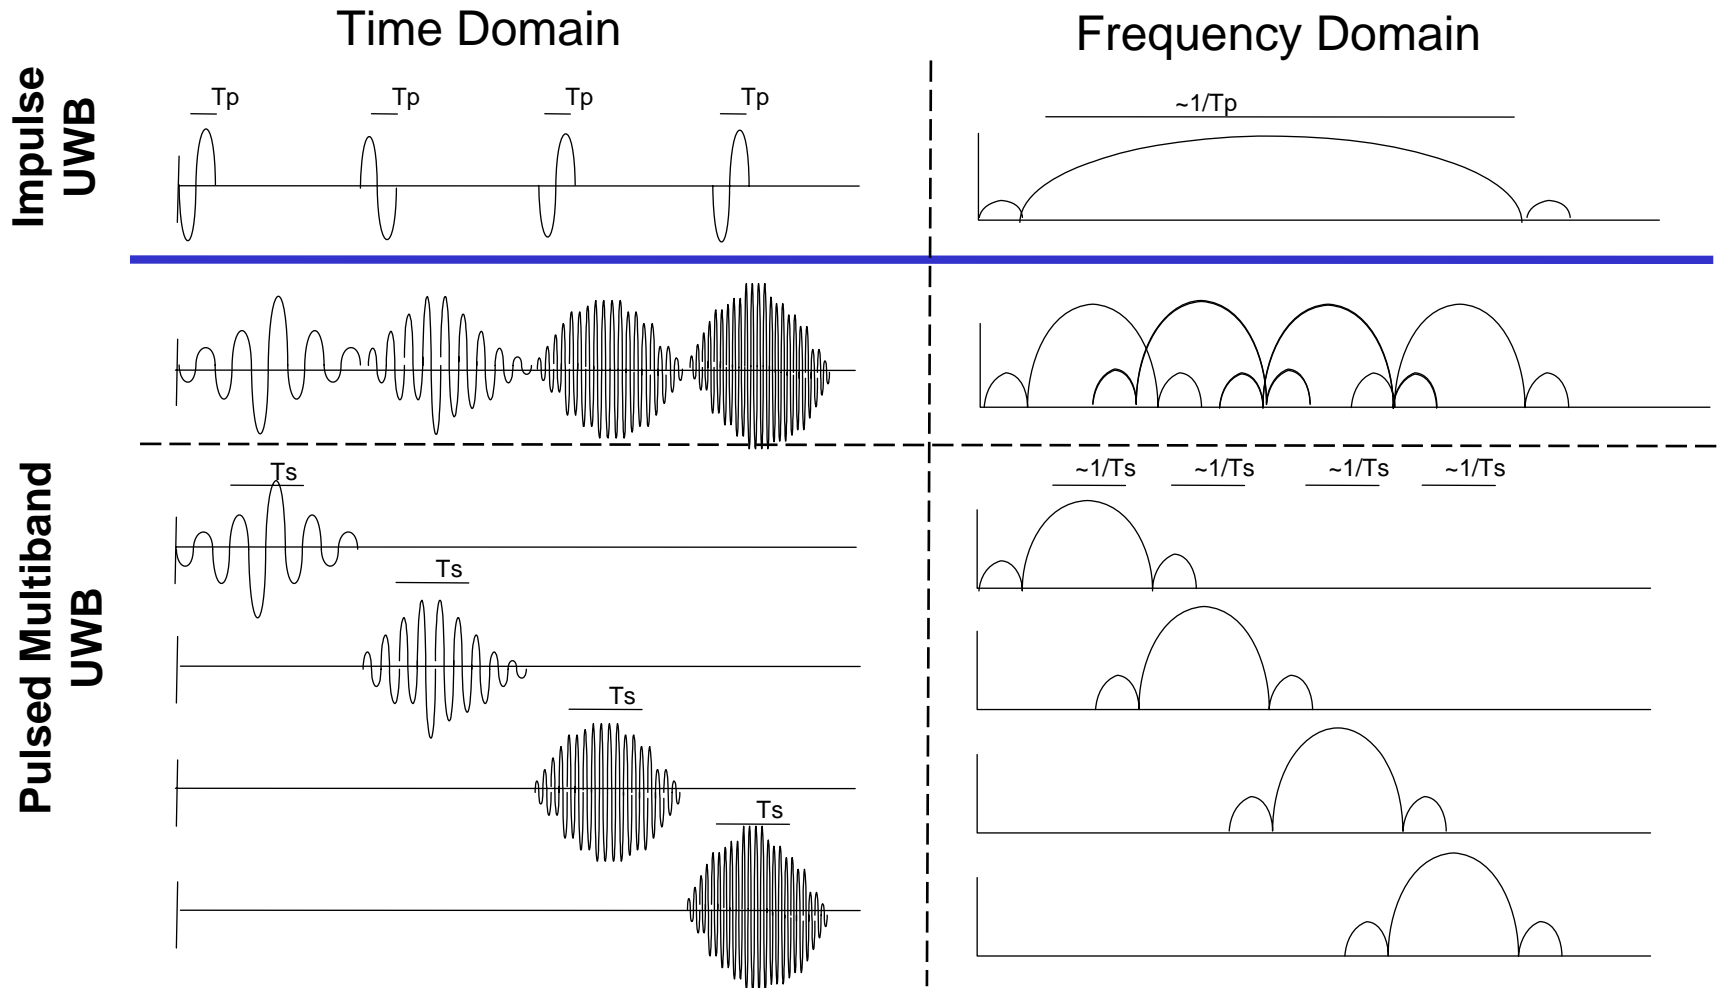 Time Domain
Frequency Domain
Impulse
UWB
Tp
Tp
Tp
Tp
~1/Tp
Pulsed Multiband
UWB
Ts
Ts
Ts
Ts
~1/Ts
~1/Ts
~1/Ts
~1/Ts